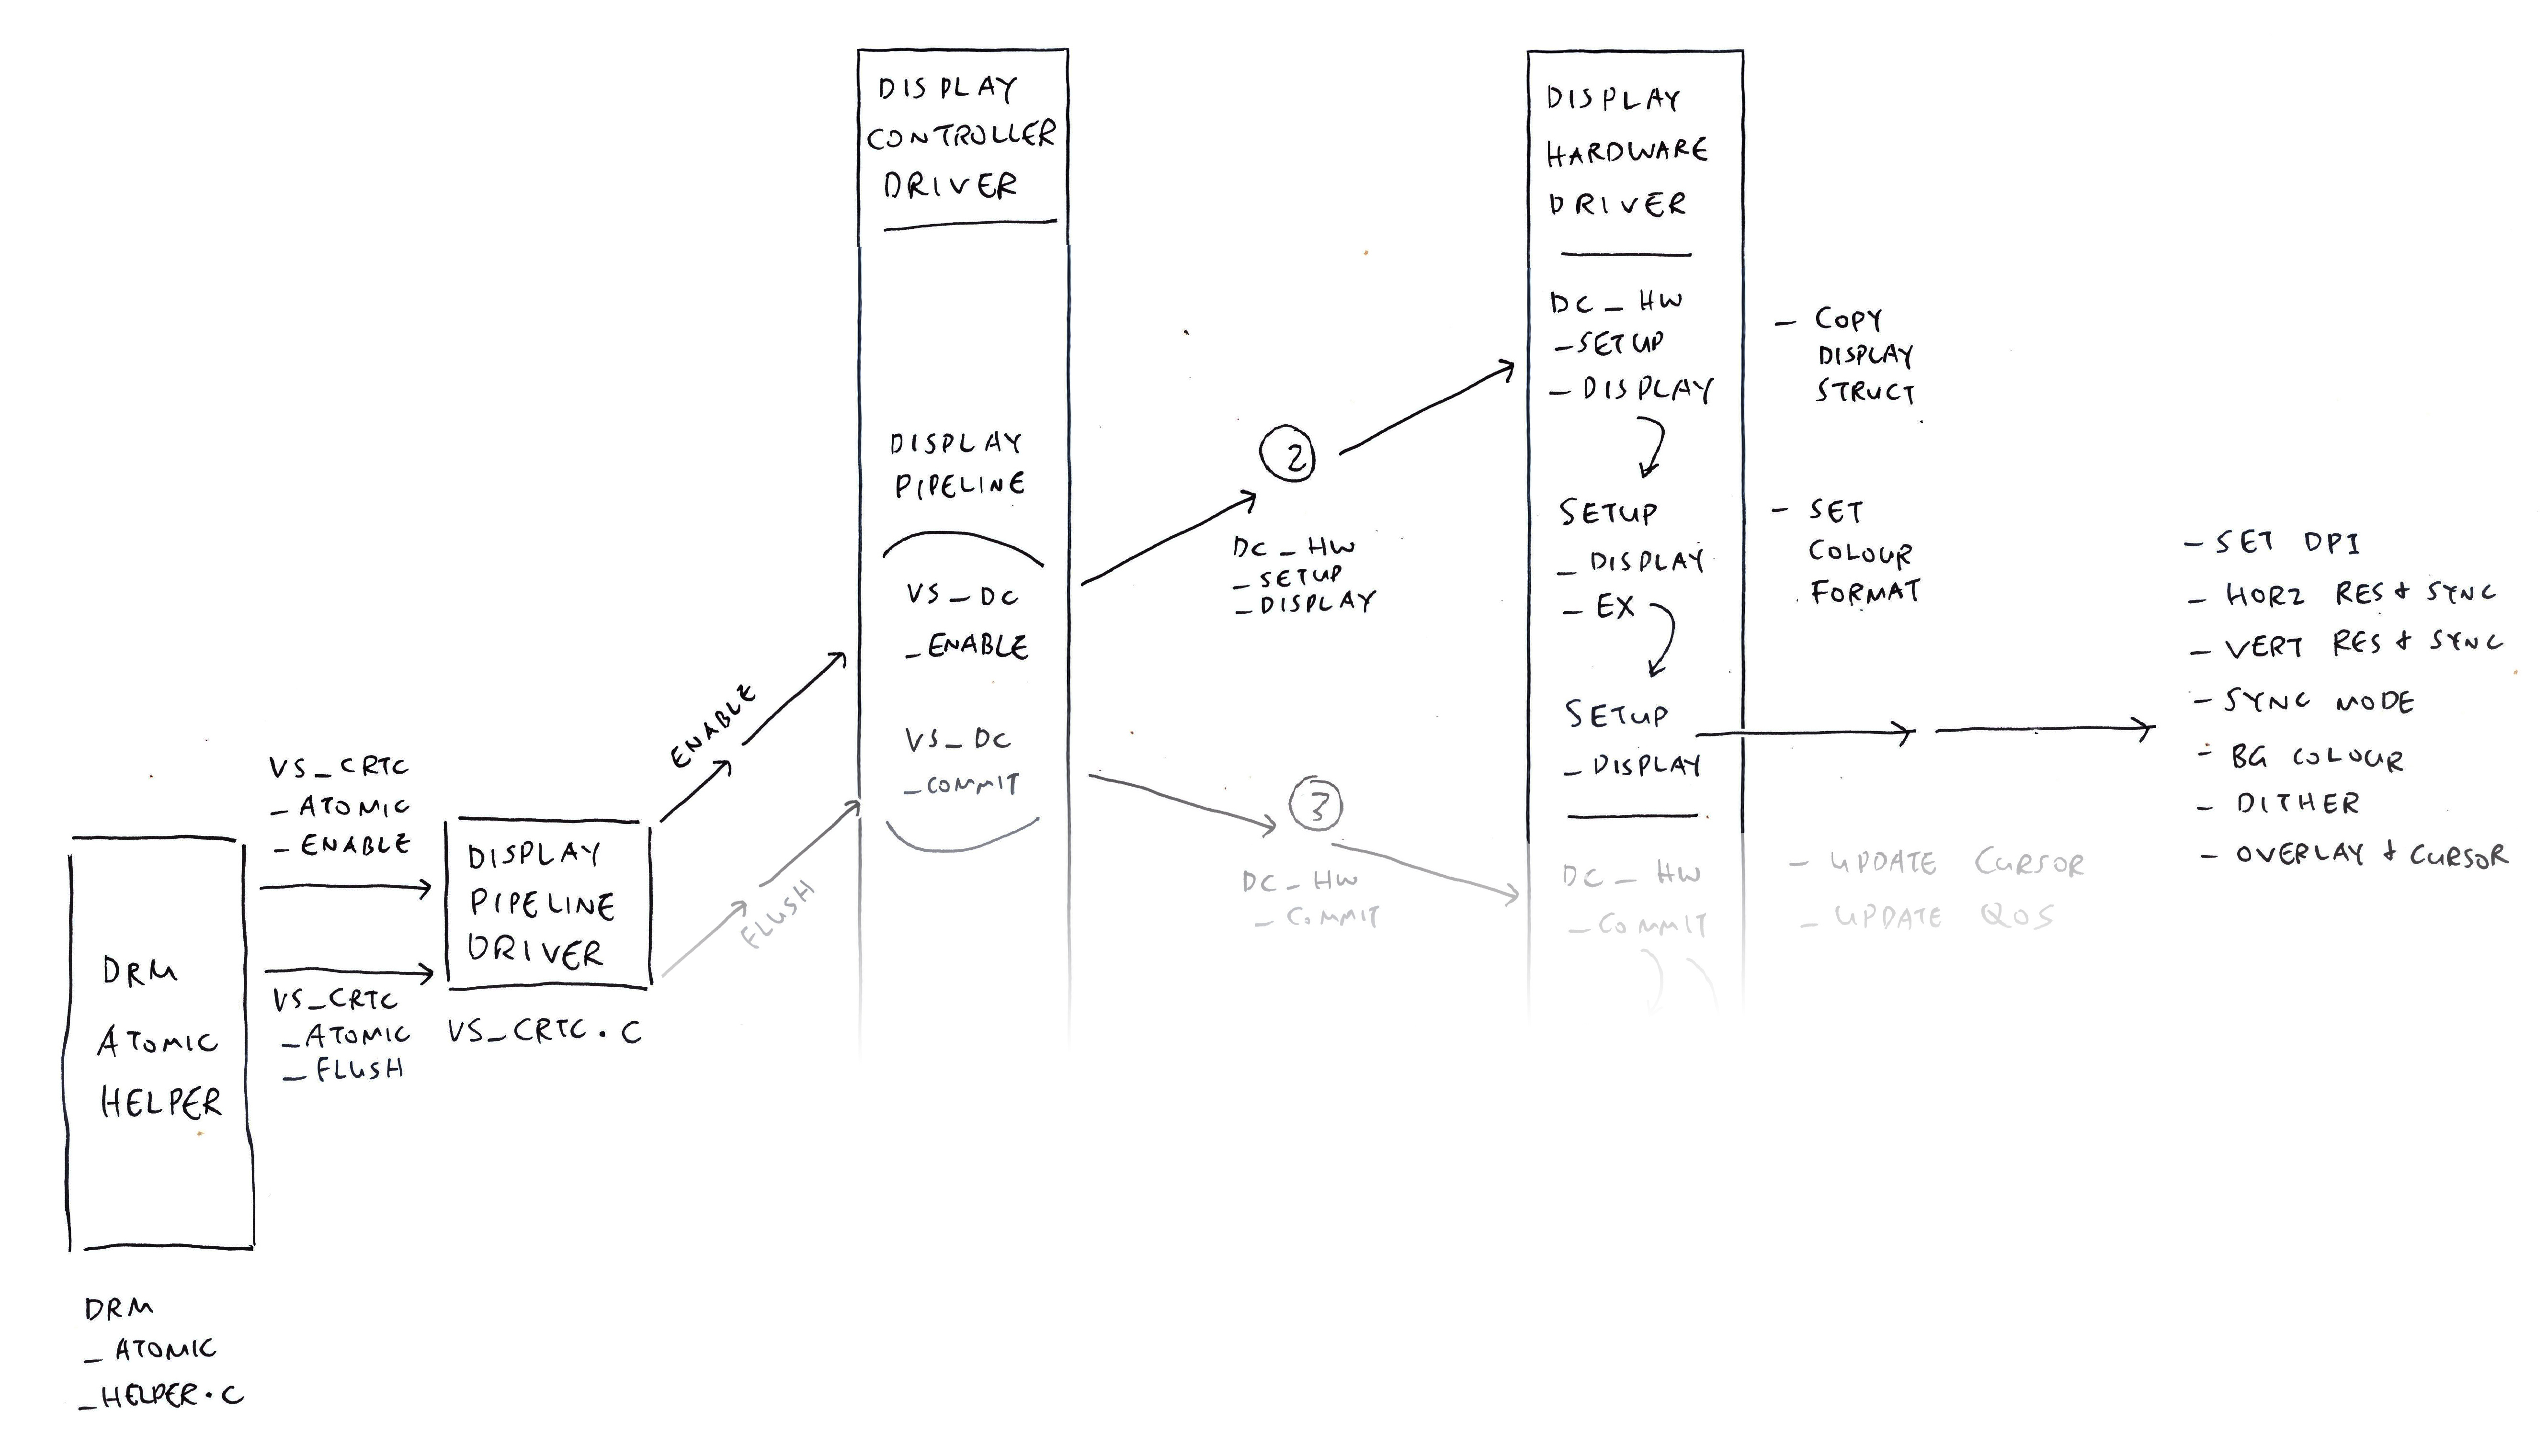 DRM
ATOMIC
HELPER
DRM
_ATOMIC
_HELPER.C
VS_CRTC
_ATOMIC
_ENABLE
VS_CRTC
_ATOMIC
_FLUSH
DISPLAY
PIPELINE
DRIVER
VS_CRTC.C
ENABLE
FLUSH
DISPLAY
CONTROLLER
DRIVER
DISPLAY
PIPELINE
VS_DC
_ENABLE
VS_DC
_COMMIT
2
DC_HW
_SETUP
_DISPLAY
3
DC_HW
_COMMIT
DISPLAY
HARDWARE
DRIVER
DC_HW
_SETUP
_DISPLAY
SETUP
_DISPLAY
_EX
SETUP
_DISPLAY
DC_HW
_COMMIT
- COPY
DISPLAY
STRUCT
- SET
COLOUR
FORMAT
- UPDATE CURSOR
- UPDATE QOS
- SET DPI
- HORZ RES & SYNC
- VERT RES & SYNC
- SYNC MODE
- BG COLOUR
- DITHER
- OVERLAY & CURSOR